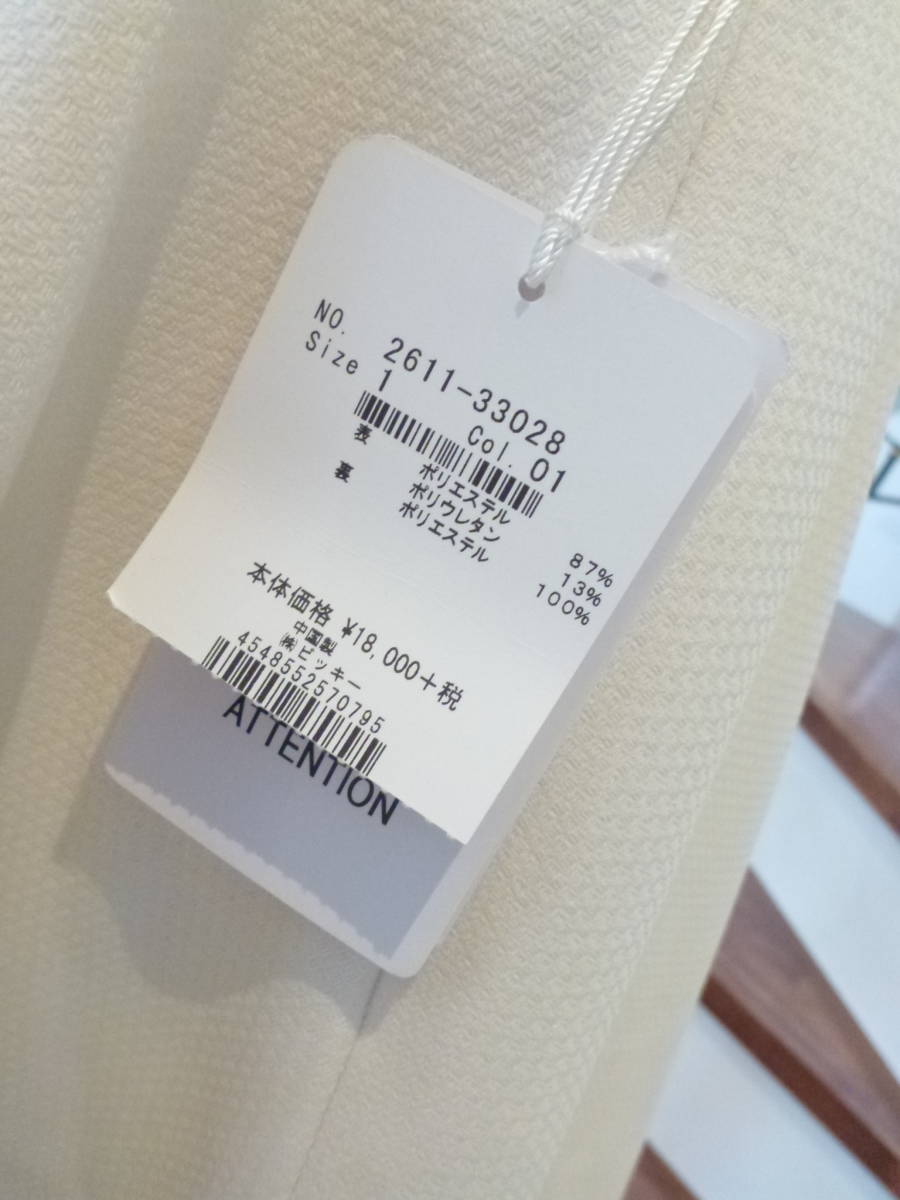 NO. 2611-33028
Size 1 Col. 01
表 ポリエステル 87%
ポリウレタン 13%
裏 ポリエステル 100%
本体価格 ¥18,000+税
中国製
㈱ビッキー
4548552570795
ATTENTION